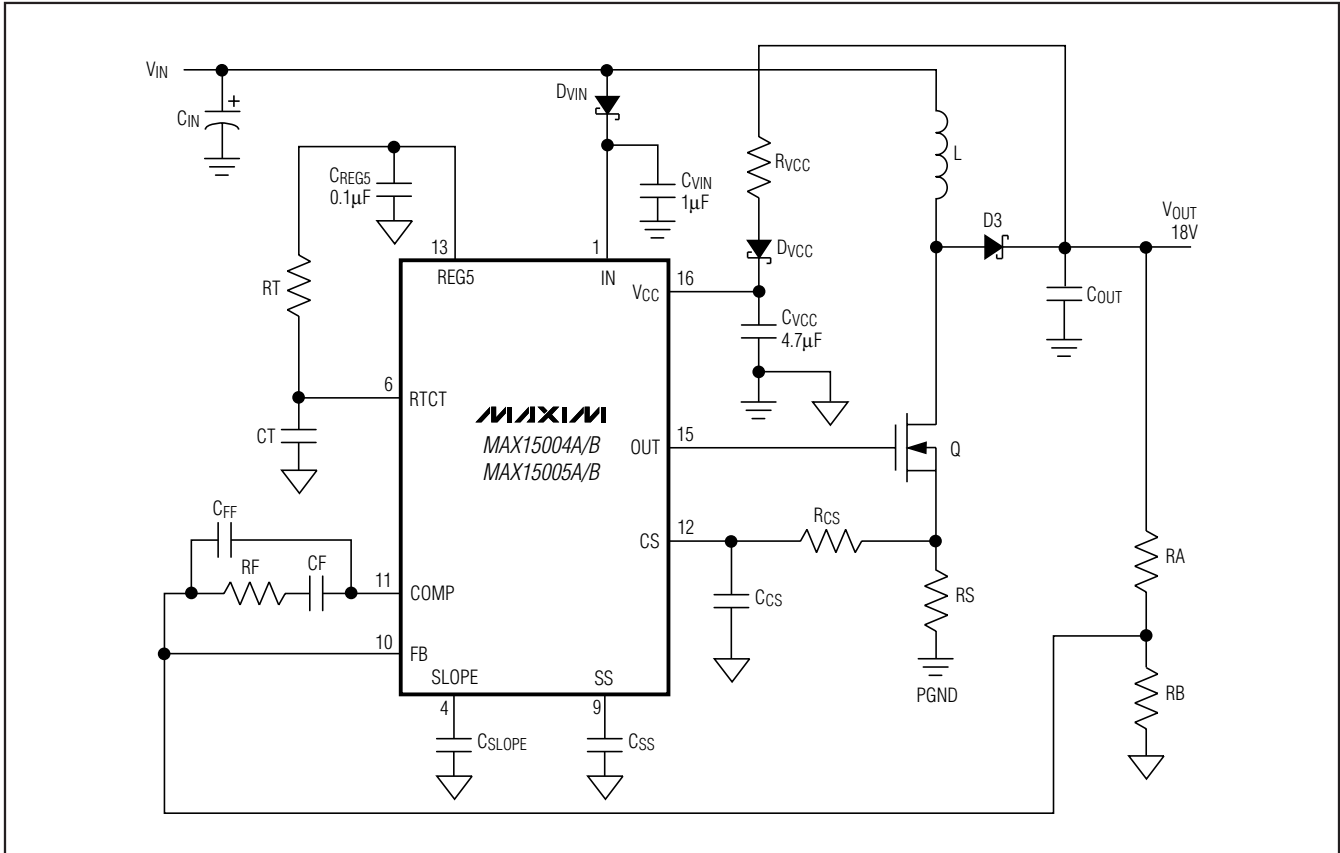 VIN
CIN
+
DVIN
RVCC
L
CREG5
0.1μF
CVIN
1μF
DVCC
D3
VOUT
18V
13
1
REG5
IN
16
VCC
COUT
RT
CVCC
4.7μF
6
RTCT
CT
MAXIM
MAX15004A/B
MAX15005A/B
OUT
15
Q
CFF
RF
CF
CS
12
RCS
RA
11
COMP
CCS
RS
10
FB
SLOPE
SS
PGND
RB
4
9
CSLOPE
CSS